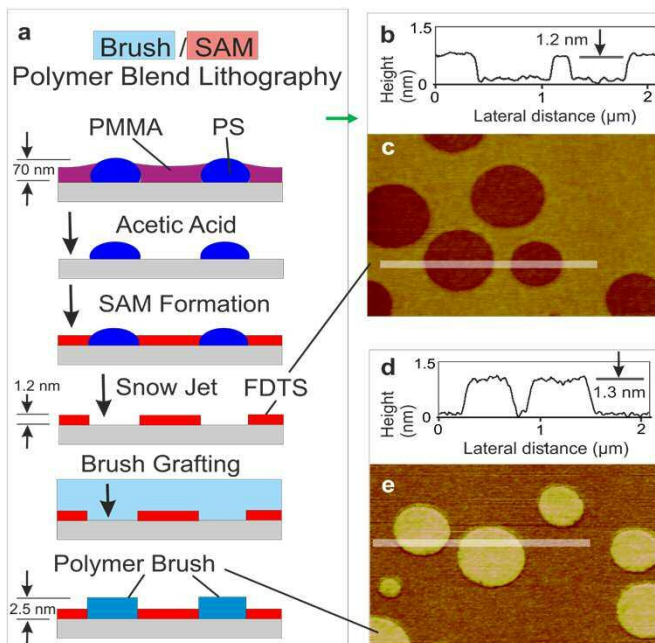 a
Brush / SAM
Polymer Blend Lithography
PMMA
PS
70 nm
Acetic Acid
SAM Formation
1.2 nm
Snow Jet
FDTS
Brush Grafting
Polymer Brush
2.5 nm
b
1.5
1.2 nm
Height
(nm)
0
0
1
2
Lateral distance (µm)
c
d
1.5
1.3 nm
Height
(nm)
0
0
1
2
Lateral distance (µm)
e